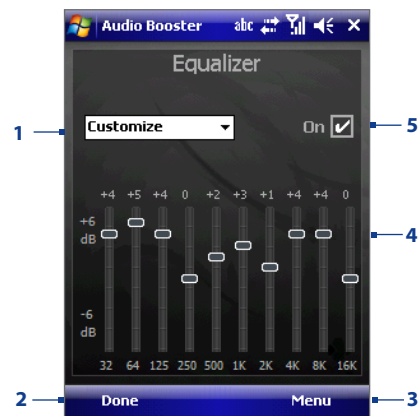 Audio Booster abc
Equalizer
1 Customize On 5
+4 +5 +4 0 +2 +3 +1 +4 +4 0
+6
dB
4
-6
dB
32 64 125 250 500 1K 2K 4K 8K 16K
2 Done Menu 3